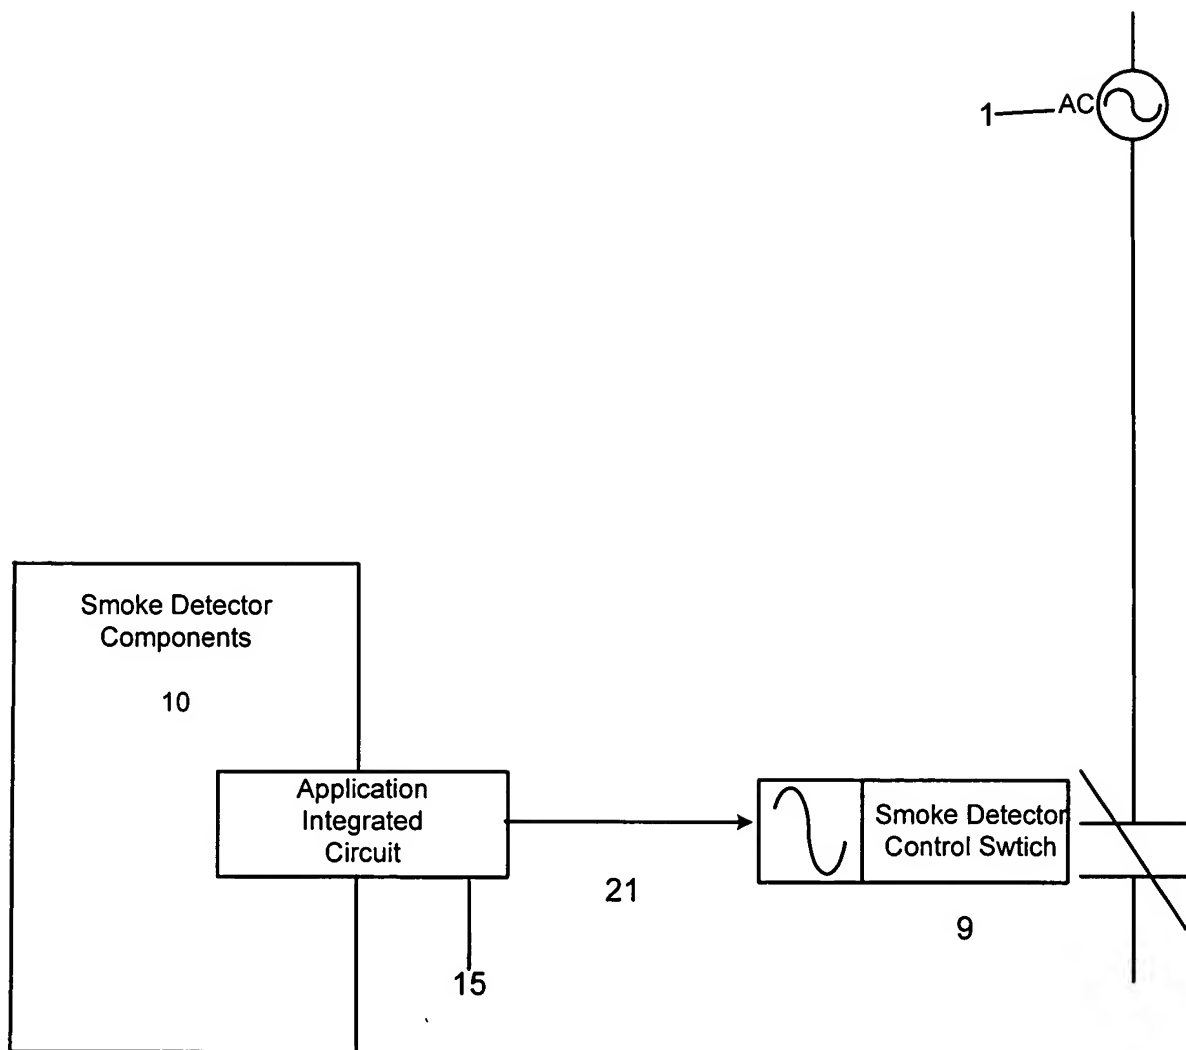 1
AC
Smoke Detector
Components
10
Application
Integrated
Circuit
15
21
Smoke Detector
Control Swtich
9